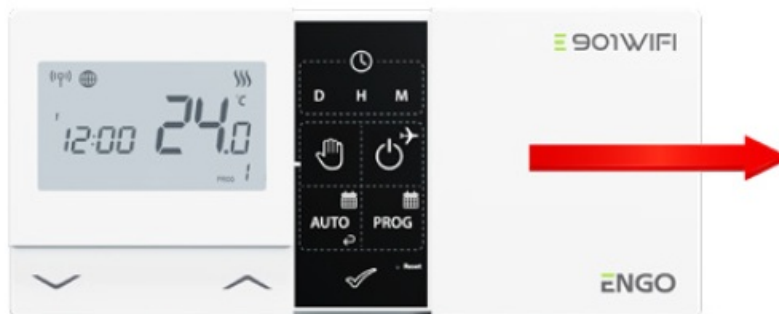 E901WIFI
D H M
°C
12:00 24.0
PROG 1
AUTO PROG
Reset
ENGO